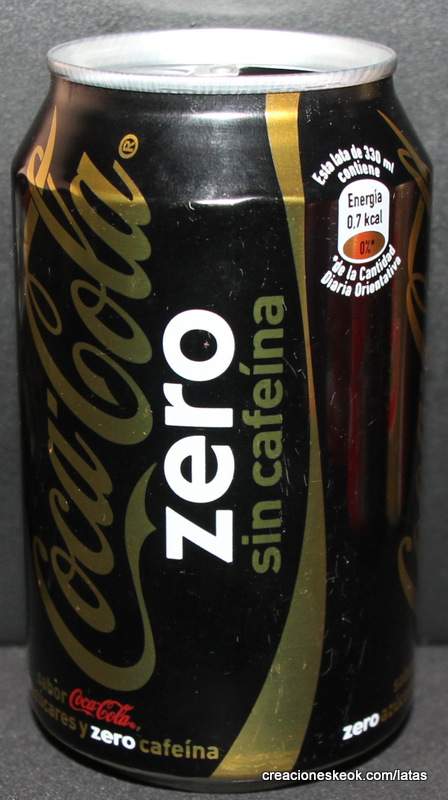 Coca-Cola®
zero
sin cafeína
Esta lata de 330 ml
contiene
Energía
0,7 kcal
0%*
*de la Cantidad
Diaria Orientativa
sabor Coca-Cola
y zero cafeína
zero
creacioneskeok.com/latas